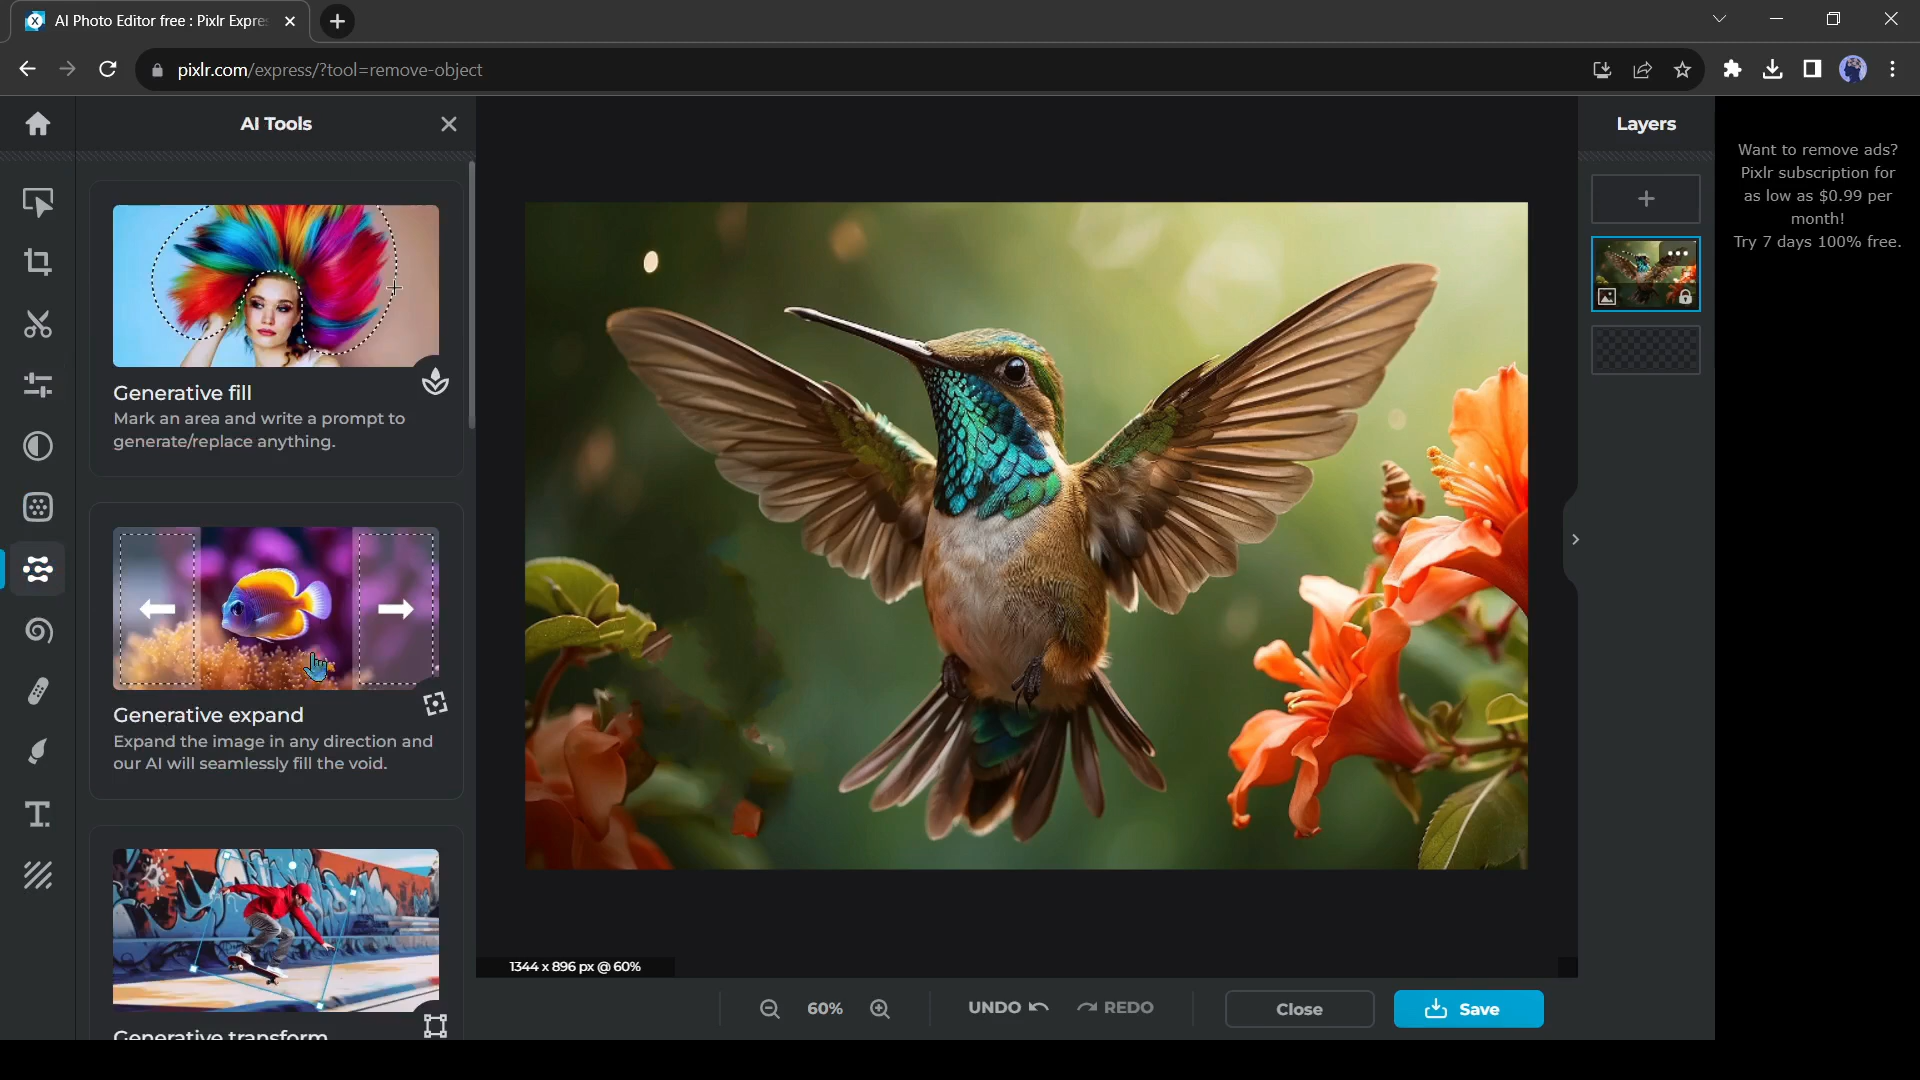 AI Photo Editor free : Pixlr Expre
pixlr.com/express/?tool=remove-object
AI Tools
Layers
Want to remove ads?
Pixlr subscription for
as low as $0.99 per
month!
Try 7 days 100% free.
Generative fill
Mark an area and write a prompt to
generate/replace anything.
Generative expand
Expand the image in any direction and
our AI will seamlessly fill the void.
Generative transform
1344 x 896 px @ 60%
60%
UNDO
REDO
Close
Save